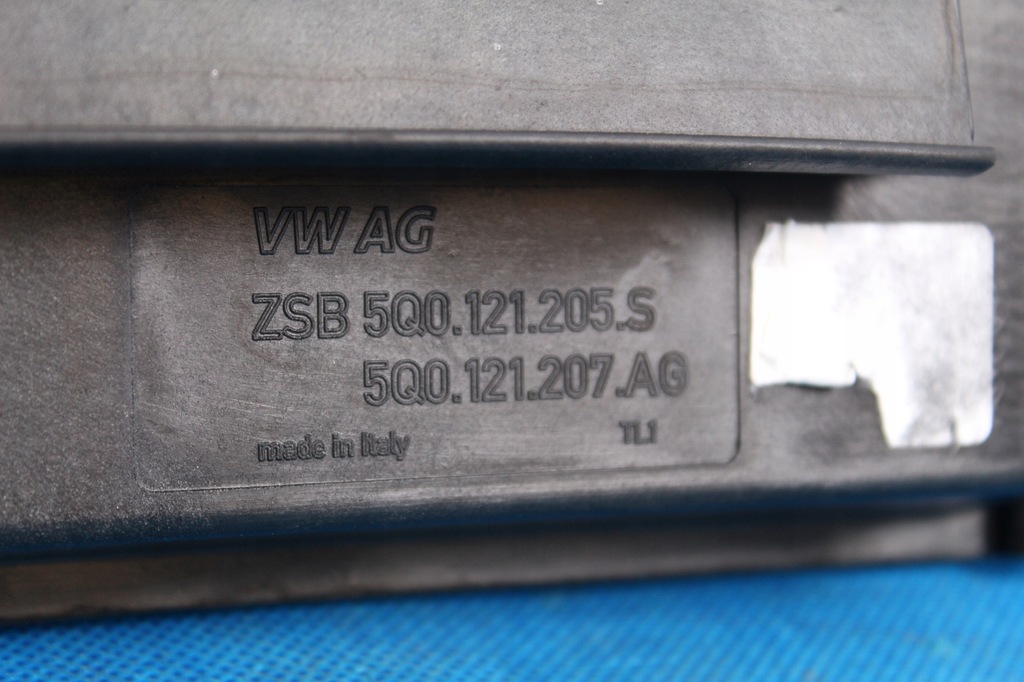 VW AG
ZSB 5Q0.121.205.S
5Q0.121.207.AG
made in Italy
TL1